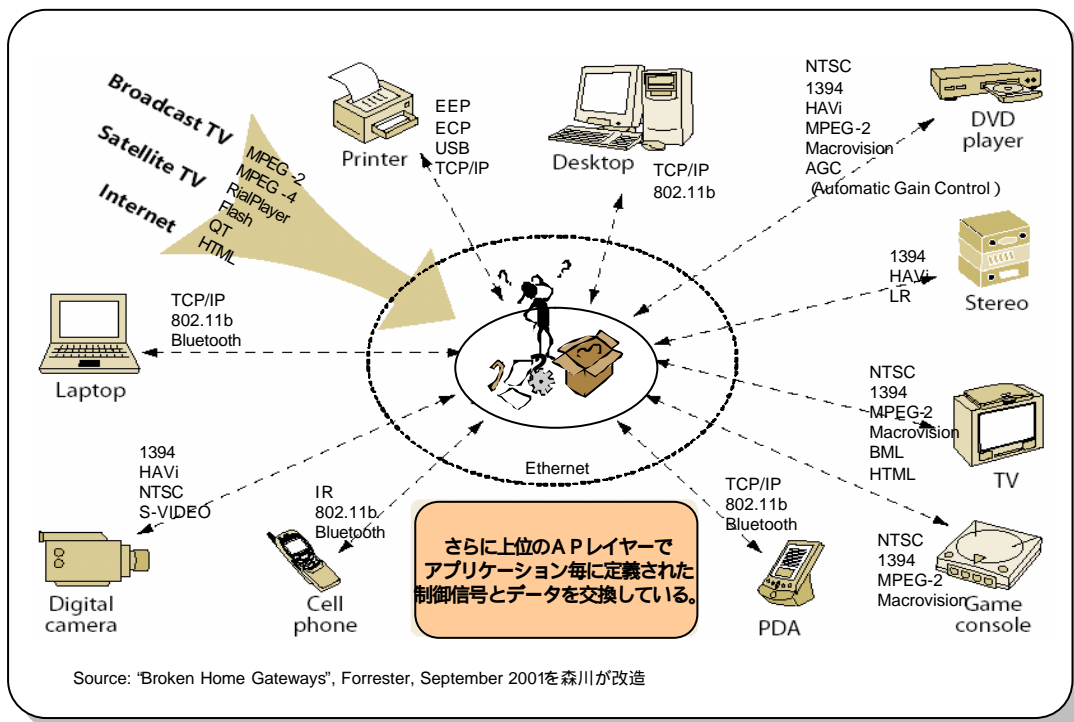 Broadcast TV
Satellite TV
Internet
MPEG -2
MPEG -4
RialPlayer
Flash
QT
HTML
Printer
EEP
ECP
USB
TCP/IP
Desktop
TCP/IP
802.11b
NTSC
1394
HAVi
MPEG-2
Macrovision
AGC
(Automatic Gain Control)
DVD
player
1394
HAVi
LR
Stereo
TCP/IP
802.11b
Bluetooth
Laptop
NTSC
1394
MPEG-2
Macrovision
BML
HTML
TV
Ethernet
1394
HAVi
NTSC
S-VIDEO
Digital
camera
IR
802.11b
Bluetooth
Cell
phone
さらに上位のAPレイヤーで
アプリケーション毎に定義された
制御信号とデータを交換している。
TCP/IP
802.11b
Bluetooth
PDA
NTSC
1394
MPEG-2
Macrovision
Game
console
Source: "Broken Home Gateways", Forrester, September 2001を森川が改造